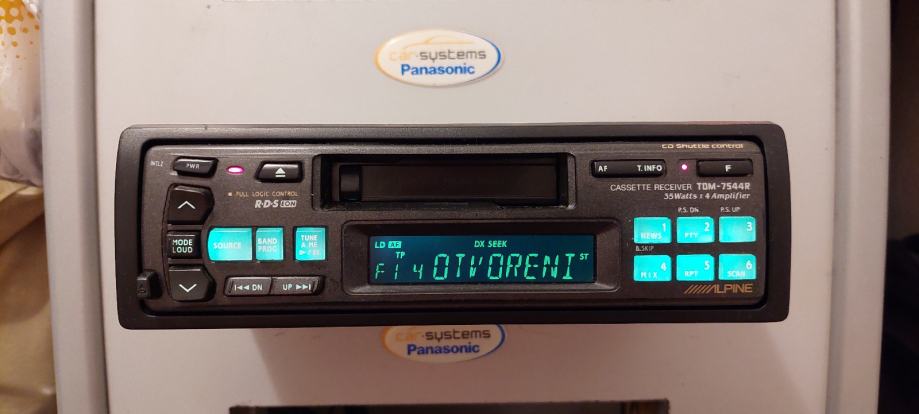 car·systems
Panasonic
CD Shuttle control
PWR
AF T.INFO F
FULL LOGIC CONTROL
R·D·S EON
CASSETTE RECEIVER TDM-7544R
35Watts x 4 Amplifier
P.S. DN P.S. UP
MODE
LOUD
SOURCE
BAND
PROG.
TUNE
A.ME
LD AF DX SEEK
TP
F1 4 OTVORENI ST
1 NEWS 2 PTY 3
B.SKIP
4 M.I.X 5 RPT 6 SCAN
DN UP
ALPINE
car·systems
Panasonic